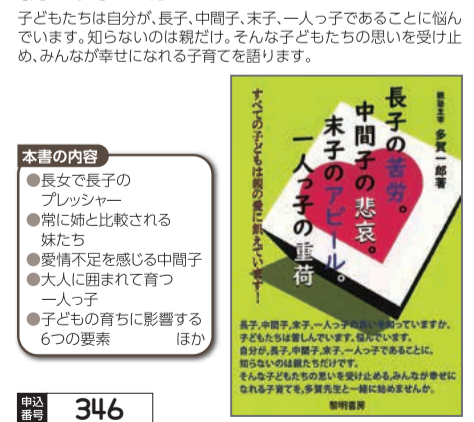 子どもたちは自分が、長子、中間子、末子、一人っ子であることに悩ん
でいます。知らないのは親だけ。そんな子どもたちの思いを受け止
め、みんなが幸せになれる子育てを語ります。
本書の内容
●長女で長子の
プレッシャー
●常に姉と比較される
妹たち
●愛情不足を感じる中間子
●大人に囲まれて育つ
一人っ子
●子どもの育ちに影響する
6つの要素 ほか
申込
番号
346
親塾主宰 多賀一郎著
長子の苦労。
中間子の悲哀。
末子のアピール。
一人っ子の重荷
すべての子どもは親の愛に飢えています!
長子、中間子、末子、一人っ子の思いを知っていますか。
子どもたちは苦しんでいます。悩んでいます。
自分が、長子、中間子、末子、一人っ子であることに。
知らないのは親たちだけです。
そんな子どもたちの思いを受け止める、みんなが幸せに
なれる子育てを、多賀先生と一緒に始めませんか。
黎明書房